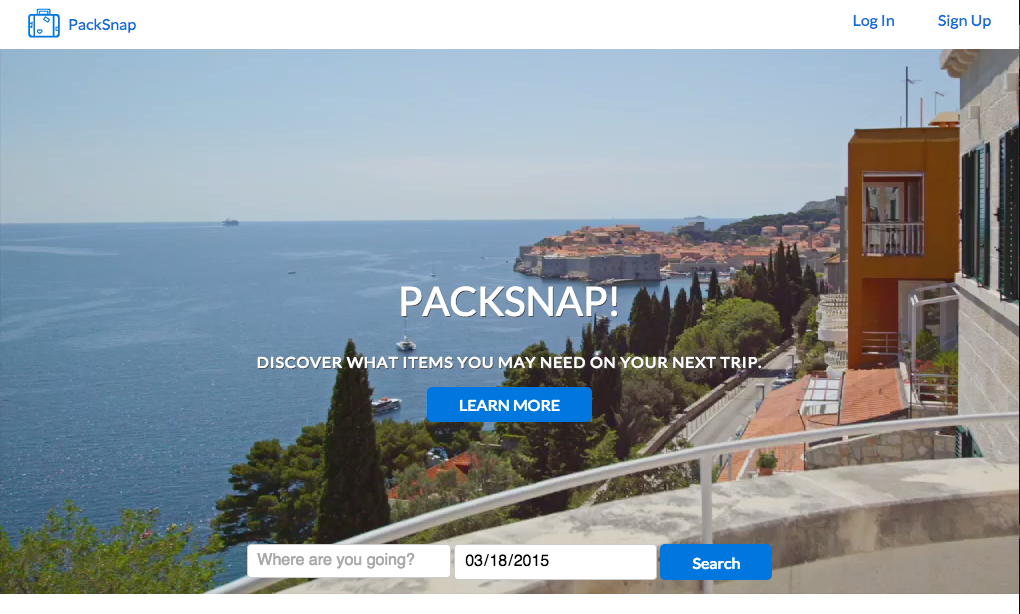 PackSnap
Log In
Sign Up
PACKSNAP!
DISCOVER WHAT ITEMS YOU MAY NEED ON YOUR NEXT TRIP.
LEARN MORE
Where are you going?
03/18/2015
Search